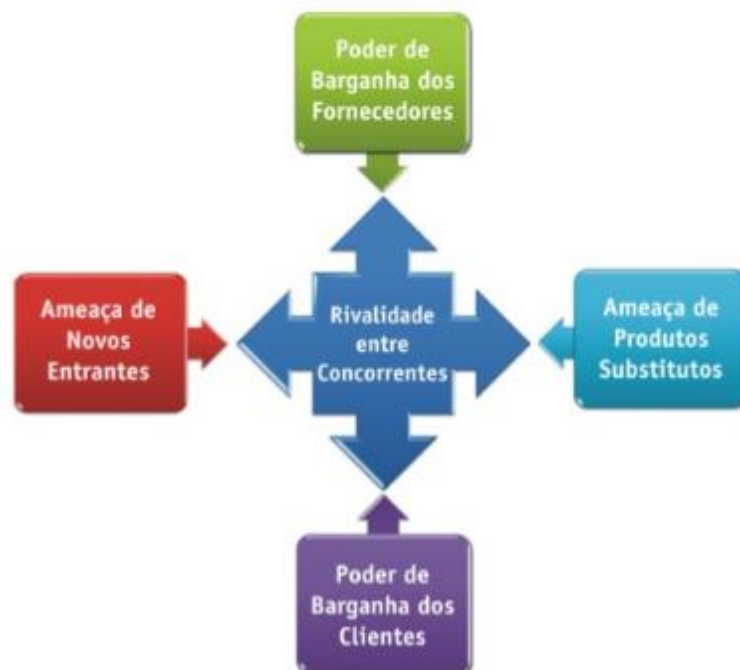 Poder de
Barganha dos
Fornecedores
Ameaça de
Novos
Entrantes
Rivalidade
entre
Concorrentes
Ameaça de
Produtos
Substitutos
Poder de
Barganha dos
Clientes